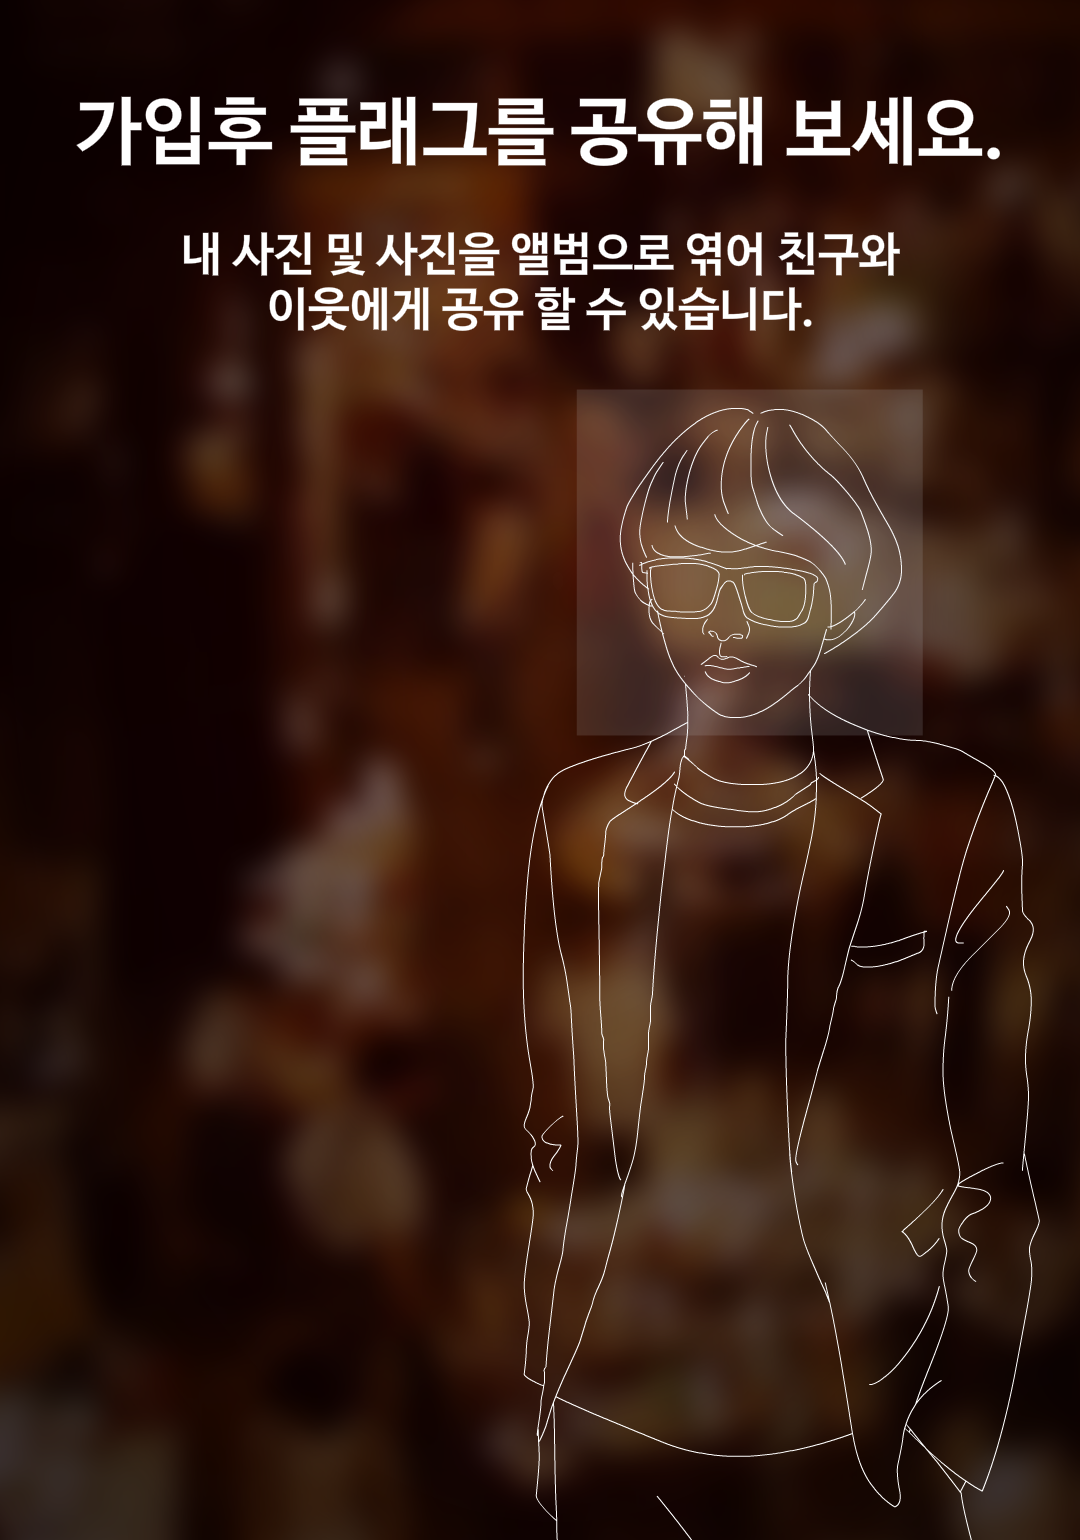 가입후 플래그를 공유해 보세요.
내 사진 및 사진을 앨범으로 엮어 친구와
이웃에게 공유 할 수 있습니다.